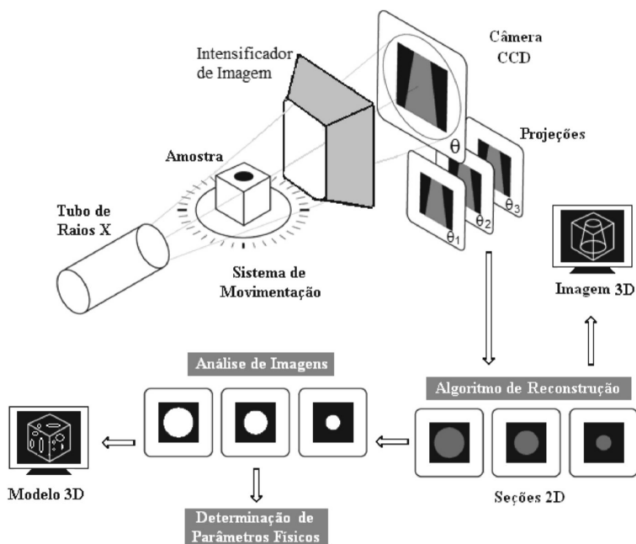 Intensificador
de Imagem
Câmera
CCD
Amostra
θ
Projeções
θ1
θ2
θ3
Tubo de
Raios X
Sistema de
Movimentação
Imagem 3D
Análise de Imagens
Algoritmo de Reconstrução
Modelo 3D
Seções 2D
Determinação de
Parâmetros Físicos